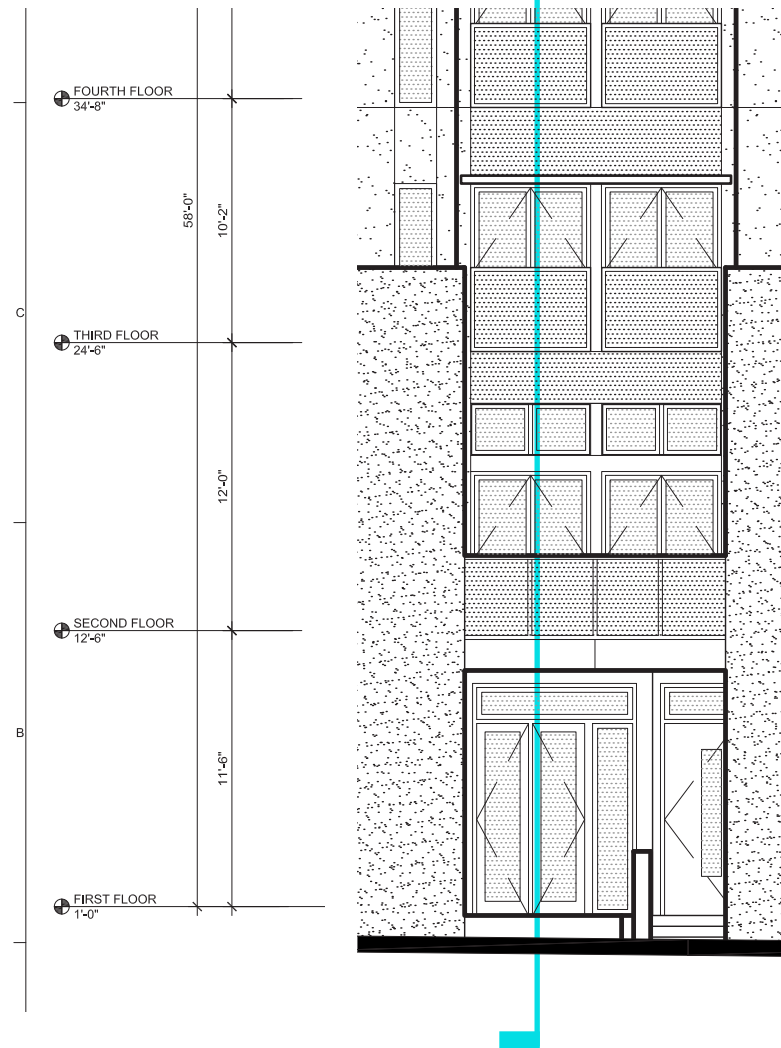 FOURTH FLOOR
34'-8"
58'-0"
10'-2"
C
THIRD FLOOR
24'-6"
12'-0"
SECOND FLOOR
12'-6"
B
11'-6"
FIRST FLOOR
1'-0"